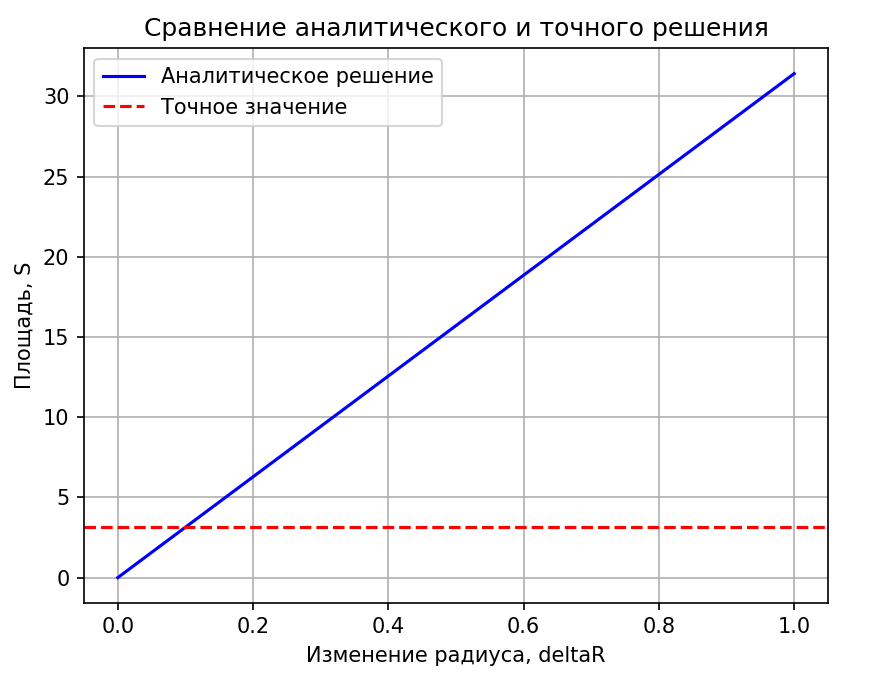 Сравнение аналитического и точного решения
Аналитическое решение
Точное значение
Площадь, S
30
25
20
15
10
5
0
0.0
0.2
0.4
0.6
0.8
1.0
Изменение радиуса, deltaR